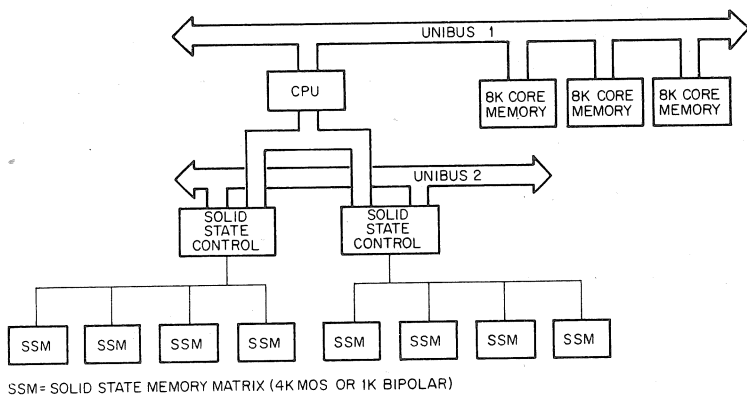 UNIBUS 1
CPU
8K CORE
MEMORY
8K CORE
MEMORY
8K CORE
MEMORY
UNIBUS 2
SOLID
STATE
CONTROL
SOLID
STATE
CONTROL
SSM
SSM
SSM
SSM
SSM
SSM
SSM
SSM
SSM= SOLID STATE MEMORY MATRIX (4K MOS OR 1K BIPOLAR)